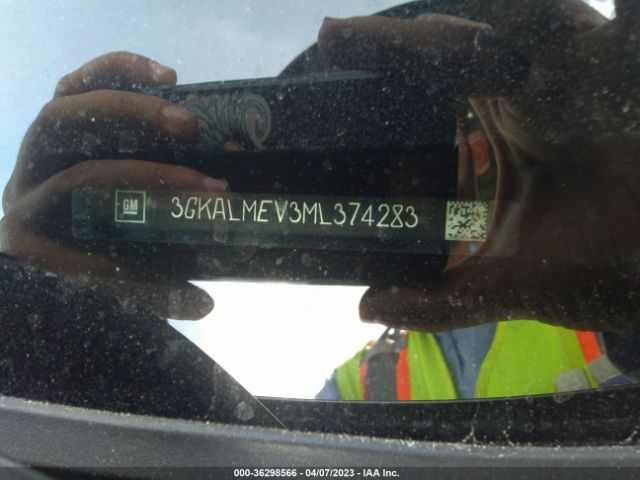 GM 3GKALMEV3ML374283
000-36298566 - 04/07/2023 - IAA Inc.